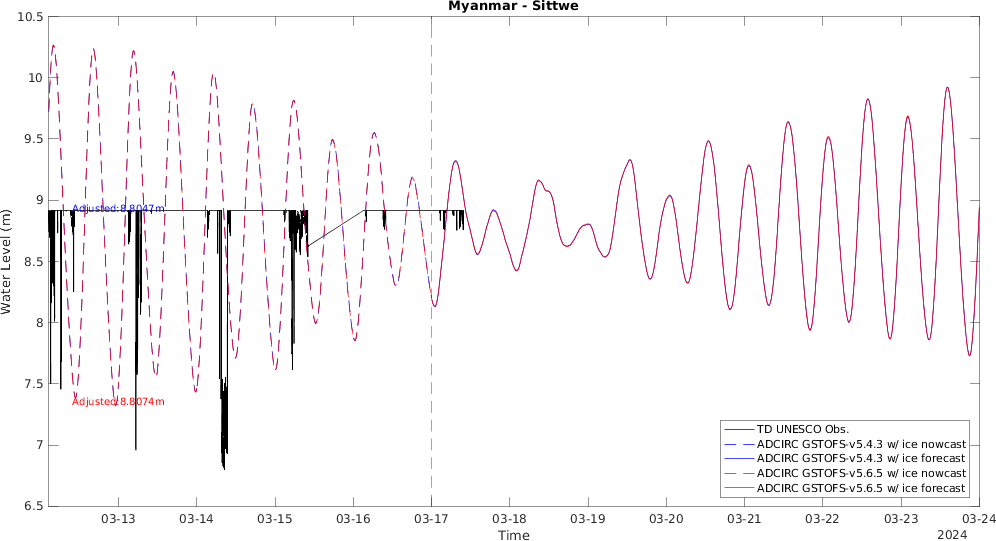 Myanmar - Sittwe
10.5
10
9.5
9
8.5
8
7.5
7
6.5
Water Level (m)
Adjusted:8.8047m
Adjusted:8.8074m
TD UNESCO Obs.
ADCIRC GSTOFS-v5.4.3 w/ ice nowcast
ADCIRC GSTOFS-v5.4.3 w/ ice forecast
ADCIRC GSTOFS-v5.6.5 w/ ice nowcast
ADCIRC GSTOFS-v5.6.5 w/ ice forecast
03-13 03-14 03-15 03-16 03-17 03-18 03-19 03-20 03-21 03-22 03-23 03-24
Time
2024